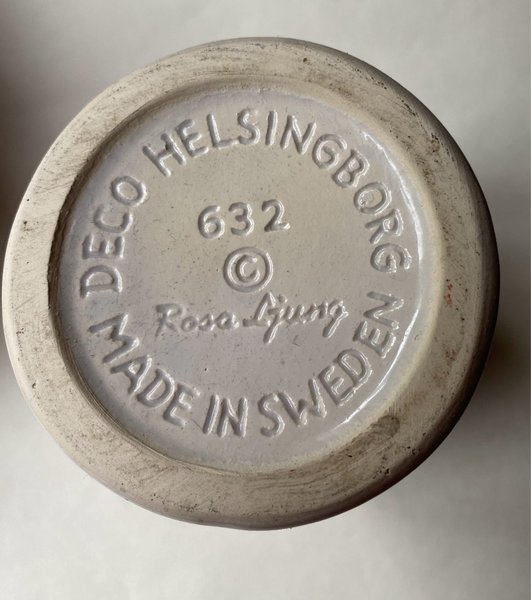 DECO HELSINGBORG
632
©
Rosa Ljung
MADE IN SWEDEN